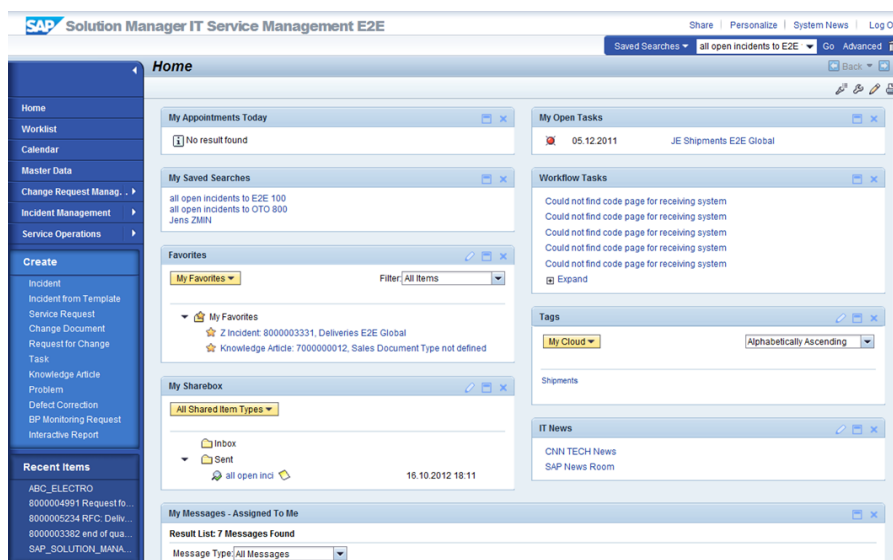 SAP Solution Manager IT Service Management E2E
Share | Personalize | System News | Log O
Saved Searches all open incidents to E2E Go Advanced
Home
Back
Home
Worklist
Calendar
Master Data
Change Request Manag. .
Incident Management
Service Operations
Create
Incident
Incident from Template
Service Request
Change Document
Request for Change
Task
Knowledge Article
Problem
Defect Correction
BP Monitoring Request
Interactive Report
Recent Items
ABC_ELECTRO
8000004991 Request fo...
8000005234 RFC: Deliv...
8000003382 end of qua...
SAP_SOLUTION_MANA...
My Appointments Today
No result found
My Saved Searches
all open incidents to E2E 100
all open incidents to OTO 800
Jens ZMIN
Favorites
My Favorites Filter: All Items
My Favorites
Z Incident: 8000003331, Deliveries E2E Global
Knowledge Article: 7000000012, Sales Document Type not defined
My Sharebox
All Shared Item Types
Inbox
Sent
all open inci 16.10.2012 18:11
My Messages - Assigned To Me
Result List: 7 Messages Found
Message Type: All Messages
My Open Tasks
05.12.2011 JE Shipments E2E Global
Workflow Tasks
Could not find code page for receiving system
Could not find code page for receiving system
Could not find code page for receiving system
Could not find code page for receiving system
Could not find code page for receiving system
Expand
Tags
My Cloud Alphabetically Ascending
Shipments
IT News
CNN TECH News
SAP News Room